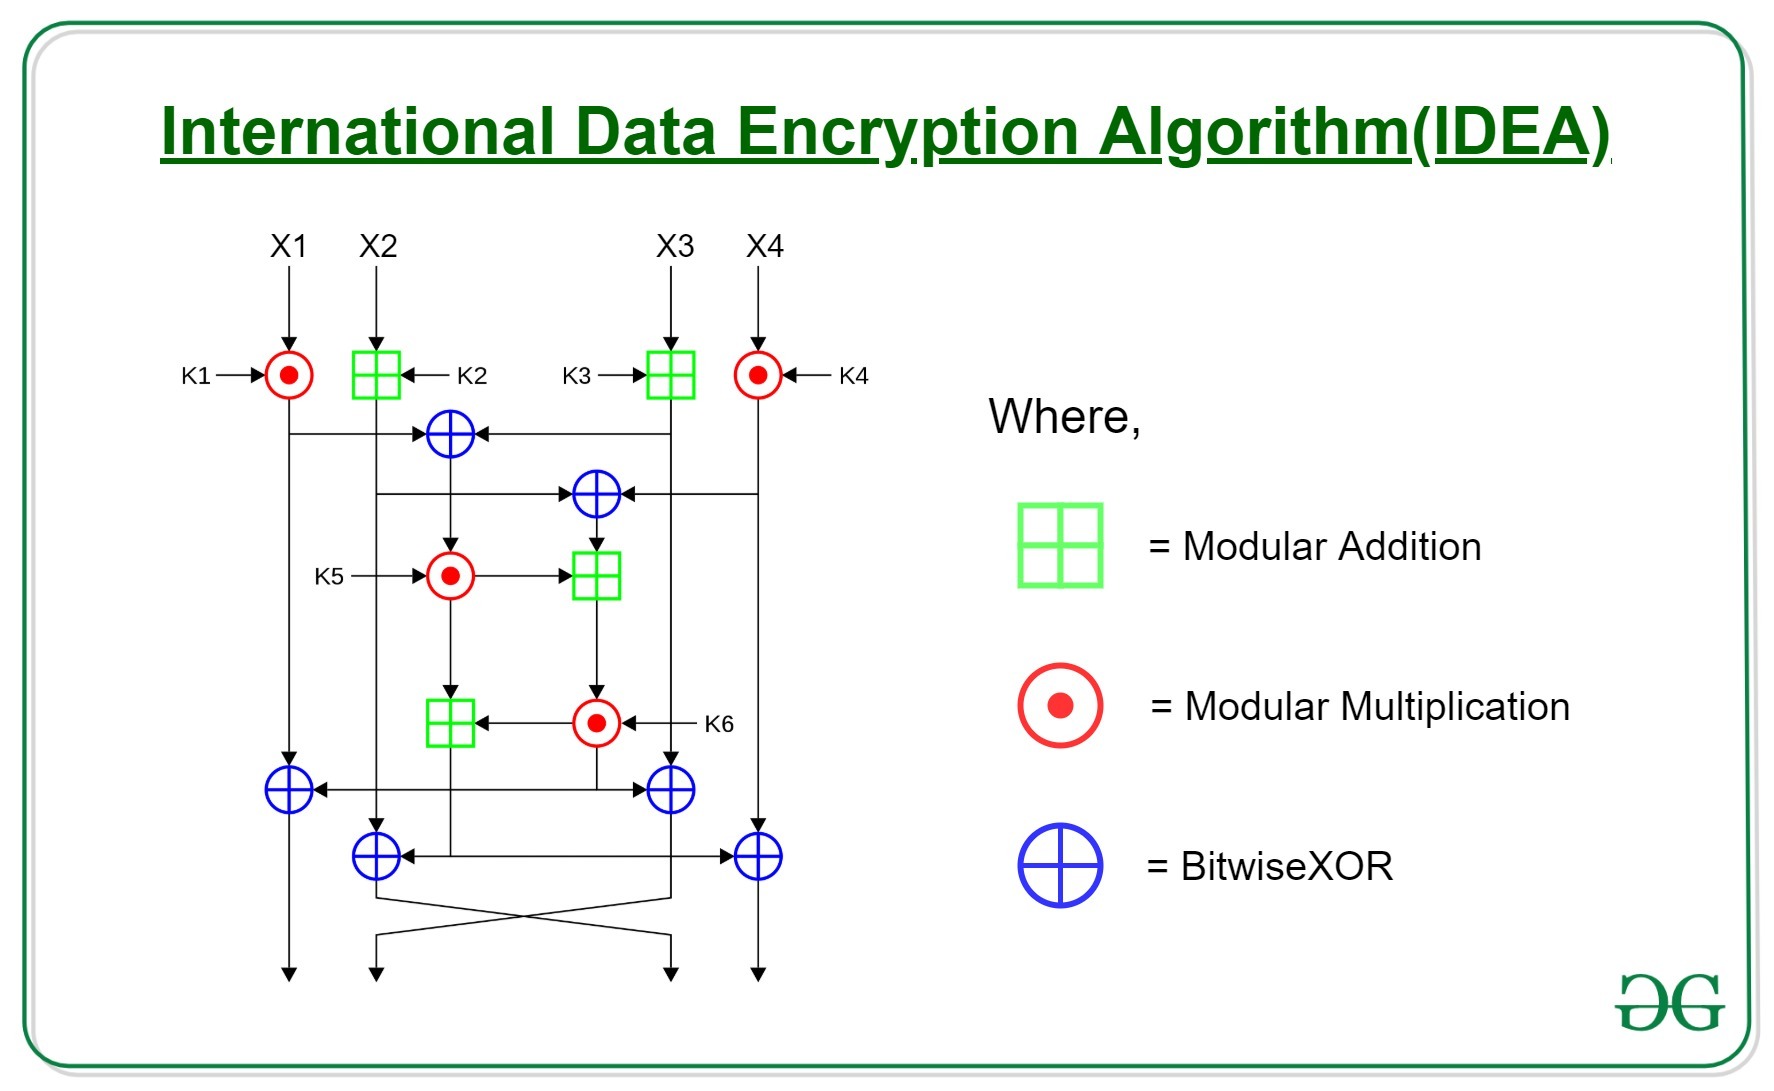 International Data Encryption Algorithm(IDEA)
X1 X2 X3 X4
K1 K2 K3 K4
Where,
= Modular Addition
K5
= Modular Multiplication
K6
= BitwiseXOR